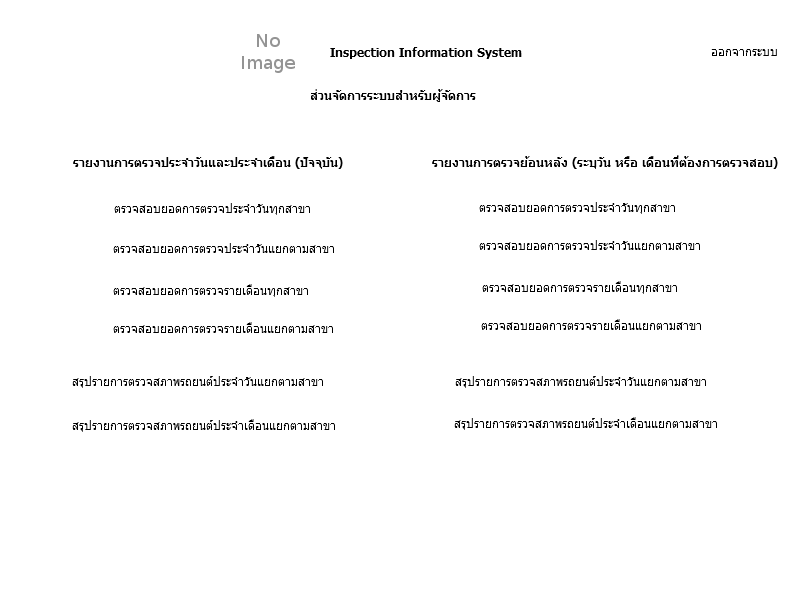 No
Image
Inspection Information System
ออกจากระบบ
ส่วนจัดการระบบสำหรับผู้จัดการ
รายงานการตรวจประจำวันและประจำเดือน (ปัจจุบัน)
ตรวจสอบยอดการตรวจประจำวันทุกสาขา
ตรวจสอบยอดการตรวจประจำวันแยกตามสาขา
ตรวจสอบยอดการตรวจรายเดือนทุกสาขา
ตรวจสอบยอดการตรวจรายเดือนแยกตามสาขา
สรุปรายการตรวจสภาพรถยนต์ประจำวันแยกตามสาขา
สรุปรายการตรวจสภาพรถยนต์ประจำเดือนแยกตามสาขา
รายงานการตรวจย้อนหลัง (ระบุวัน หรือ เดือนที่ต้องการตรวจสอบ)
ตรวจสอบยอดการตรวจประจำวันทุกสาขา
ตรวจสอบยอดการตรวจประจำวันแยกตามสาขา
ตรวจสอบยอดการตรวจรายเดือนทุกสาขา
ตรวจสอบยอดการตรวจรายเดือนแยกตามสาขา
สรุปรายการตรวจสภาพรถยนต์ประจำวันแยกตามสาขา
สรุปรายการตรวจสภาพรถยนต์ประจำเดือนแยกตามสาขา